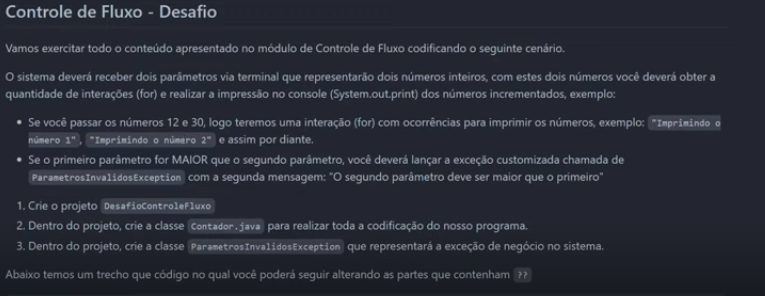 Controle de Fluxo - Desafio
Vamos exercitar todo o conteúdo apresentado no módulo de Controle de Fluxo codificando o seguinte cenário.
O sistema deverá receber dois parâmetros via terminal que representarão dois números inteiros, com estes dois números você deverá obter a
quantidade de interações (for) e realizar a impressão no console (System.out.print) dos números incrementados, exemplo:
• Se você passar os números 12 e 30, logo teremos uma interação (for) com ocorrências para imprimir os números, exemplo: "Imprimindo o
número 1", "Imprimindo o número 2" e assim por diante.
• Se o primeiro parâmetro for MAIOR que o segundo parâmetro, você deverá lançar a exceção customizada chamada de
ParametrosInvalidosException com a segunda mensagem: "O segundo parâmetro deve ser maior que o primeiro"
1. Crie o projeto DesafioControleFluxo
2. Dentro do projeto, crie a classe Contador.java para realizar toda a codificação do nosso programa.
3. Dentro do projeto, crie a classe ParametrosInvalidosException que representará a exceção de negócio no sistema.
Abaixo temos um trecho que código no qual você poderá seguir alterando as partes que contenham ??